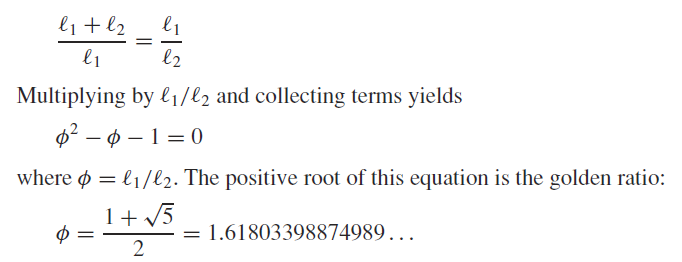 (ℓ₁ + ℓ₂)/ℓ₁ = ℓ₁/ℓ₂
Multiplying by ℓ₁/ℓ₂ and collecting terms yields
ϕ² − ϕ − 1 = 0
where ϕ = ℓ₁/ℓ₂. The positive root of this equation is the golden ratio:
ϕ = (1 + √5)/2 = 1.61803398874989...